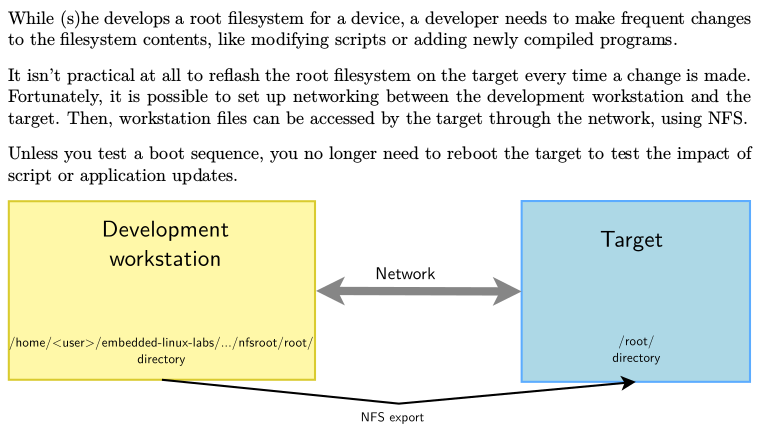 While (s)he develops a root filesystem for a device, a developer needs to make frequent changes
to the filesystem contents, like modifying scripts or adding newly compiled programs.
It isn't practical at all to reflash the root filesystem on the target every time a change is made.
Fortunately, it is possible to set up networking between the development workstation and the
target. Then, workstation files can be accessed by the target through the network, using NFS.
Unless you test a boot sequence, you no longer need to reboot the target to test the impact of
script or application updates.
Development
workstation
Target
Network
/home/<user>/embedded-linux-labs/.../nfsroot/root/
directory
/root/
directory
NFS export